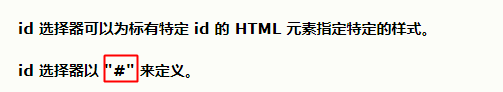 id 选择器可以为标有特定 id 的 HTML 元素指定特定的样式。
id 选择器以 "#" 来定义。